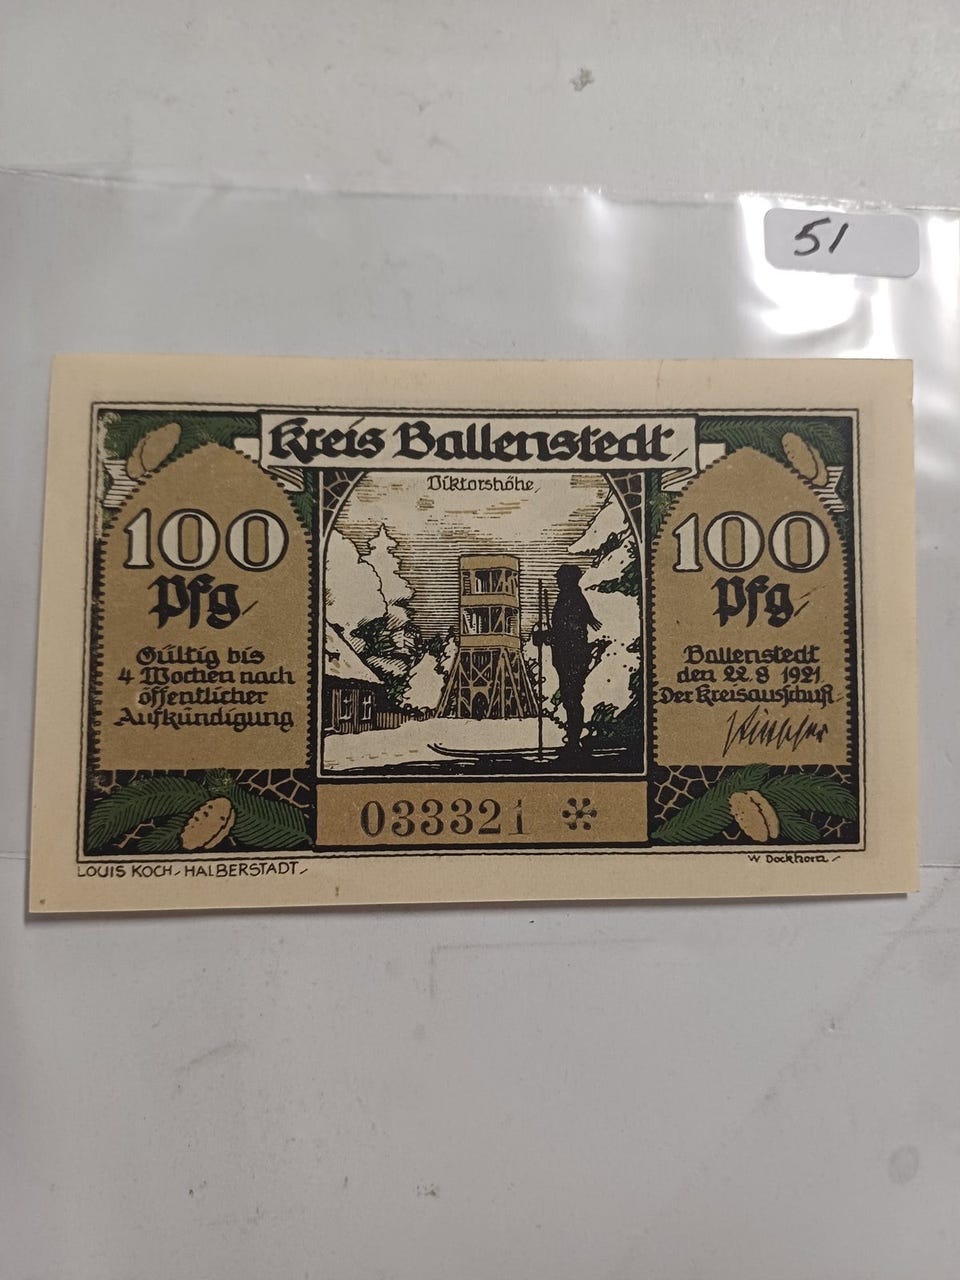 51
Kreis Ballenstedt
Viktorshöhe
100
Pfg
Gültig bis
4 Wochen nach
öffentlicher
Aufkündigung
100
Pfg
Ballenstedt
den 22.8 1921
Der Kreisausschuß
033321
LOUIS KOCH, HALBERSTADT,
W Dockhorn